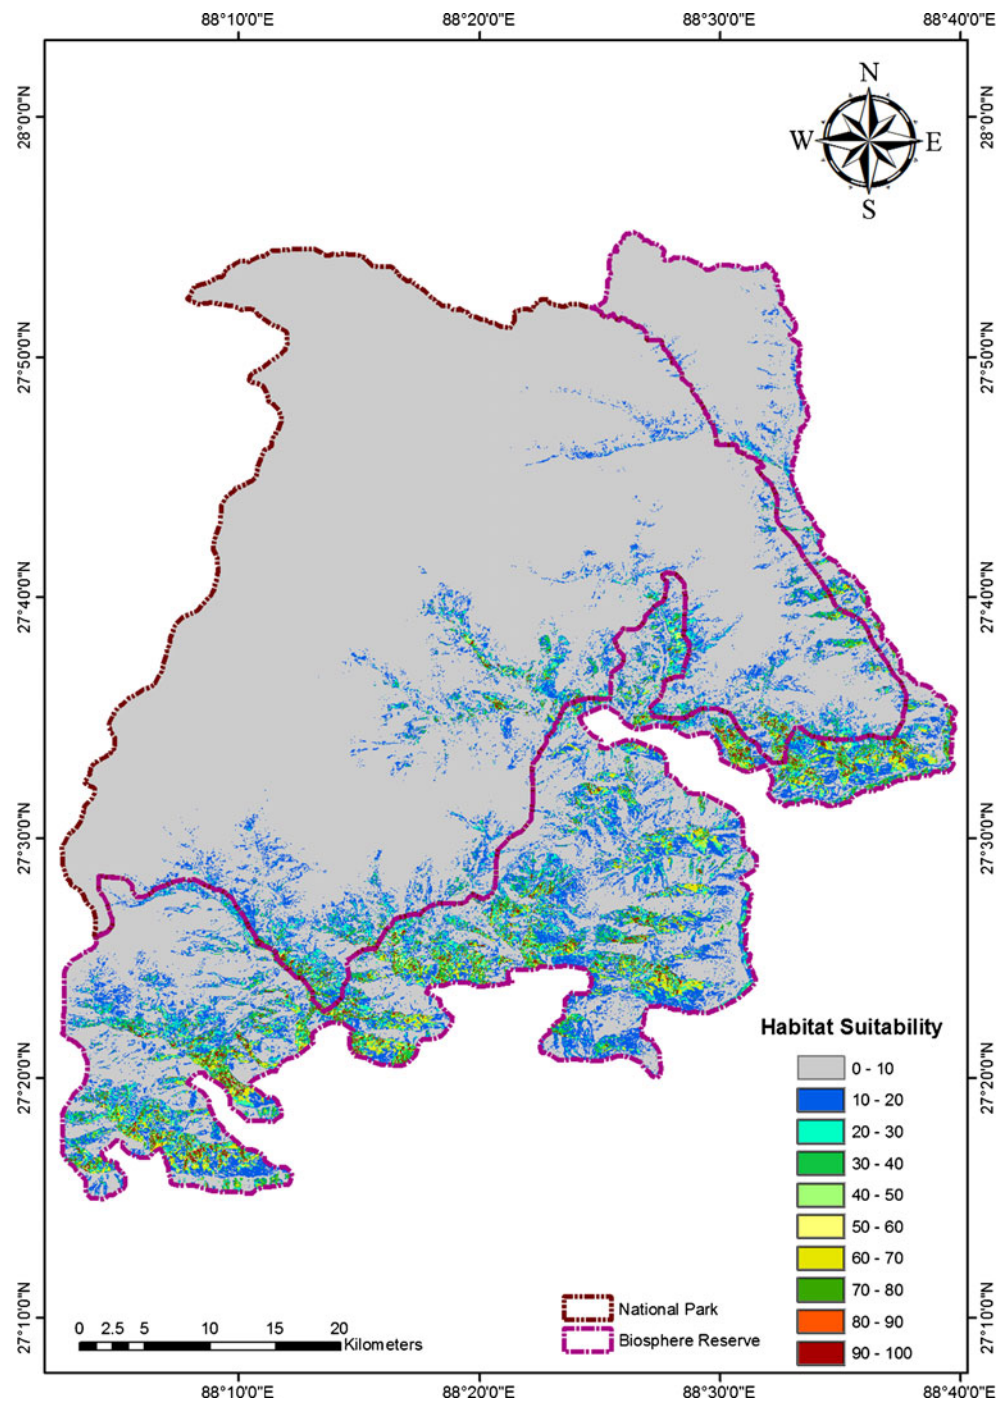 88°10'0"E 88°20'0"E 88°30'0"E 88°40'0"E
N
W E
S
28°0'0"N 28°0'0"N
27°50'0"N 27°50'0"N
27°40'0"N 27°40'0"N
27°30'0"N 27°30'0"N
27°20'0"N 27°20'0"N
27°10'0"N 27°10'0"N
Habitat Suitability
0 - 10
10 - 20
20 - 30
30 - 40
40 - 50
50 - 60
60 - 70
70 - 80
80 - 90
90 - 100
National Park
Biosphere Reserve
0 2.5 5 10 15 20
Kilometers
88°10'0"E 88°20'0"E 88°30'0"E 88°40'0"E